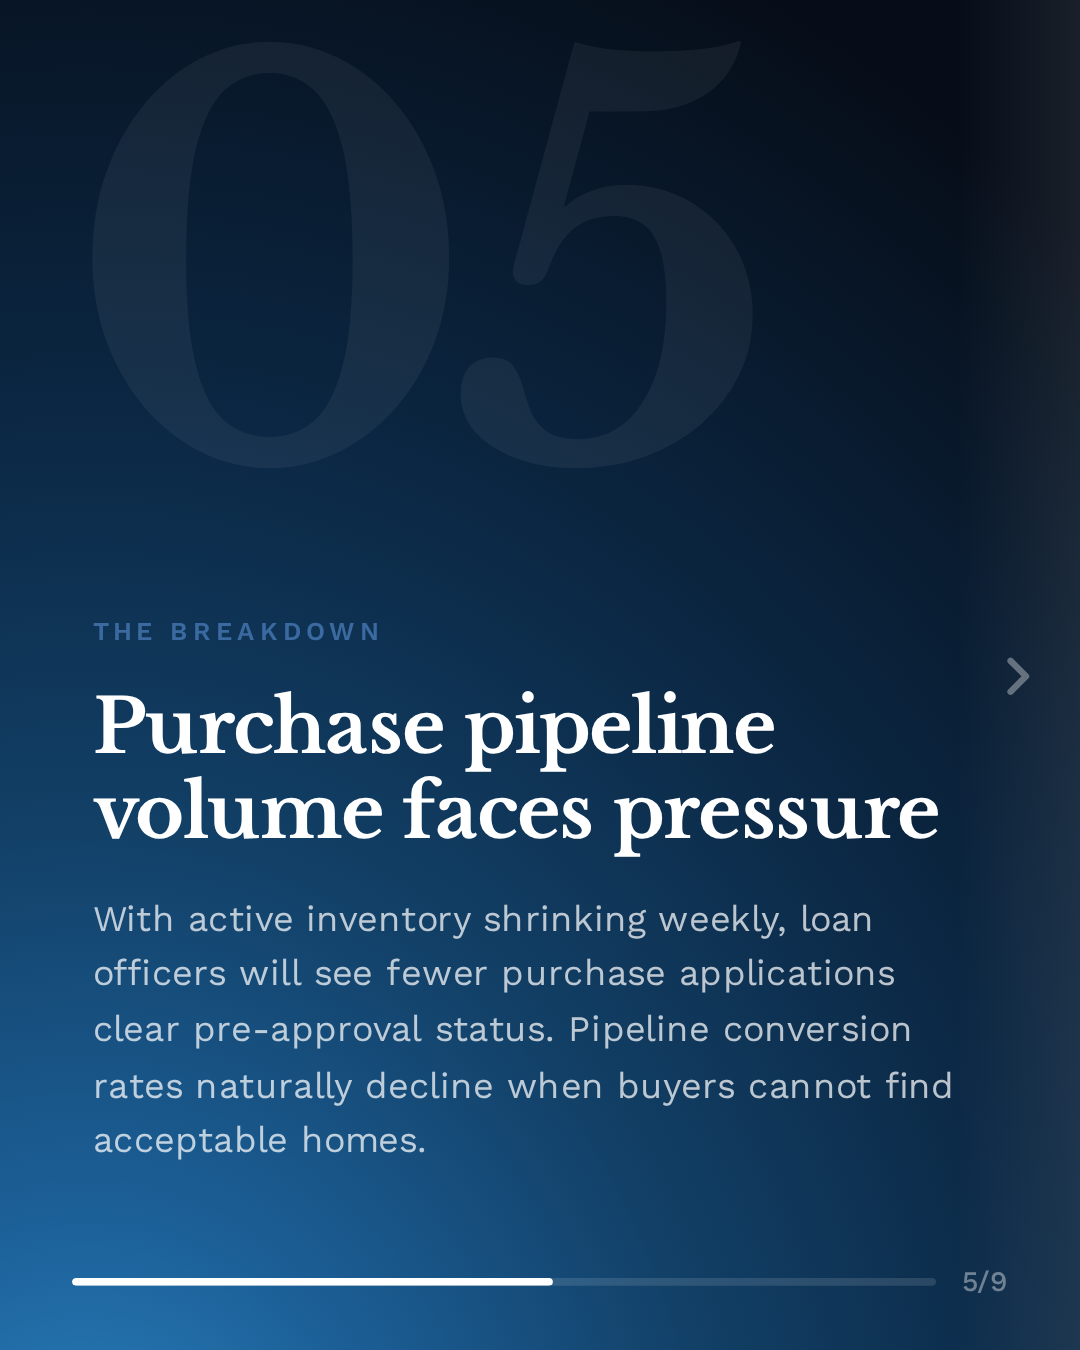 05
THE BREAKDOWN
Purchase pipeline
volume faces pressure
With active inventory shrinking weekly, loan
officers will see fewer purchase applications
clear pre-approval status. Pipeline conversion
rates naturally decline when buyers cannot find
acceptable homes.
5/9